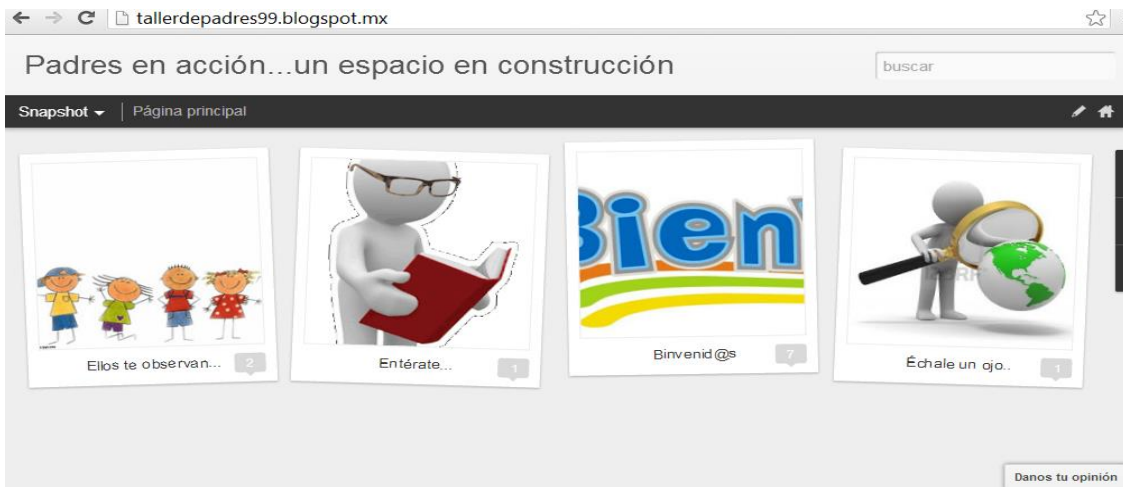 tallerdepadres99.blogspot.mx
Padres en acción...un espacio en construcción
buscar
Snapshot
Página principal
Bien
Ellos te observan...
2
Entérate...
1
Binvenid@s
7
Échale un ojo..
1
Danos tu opinión